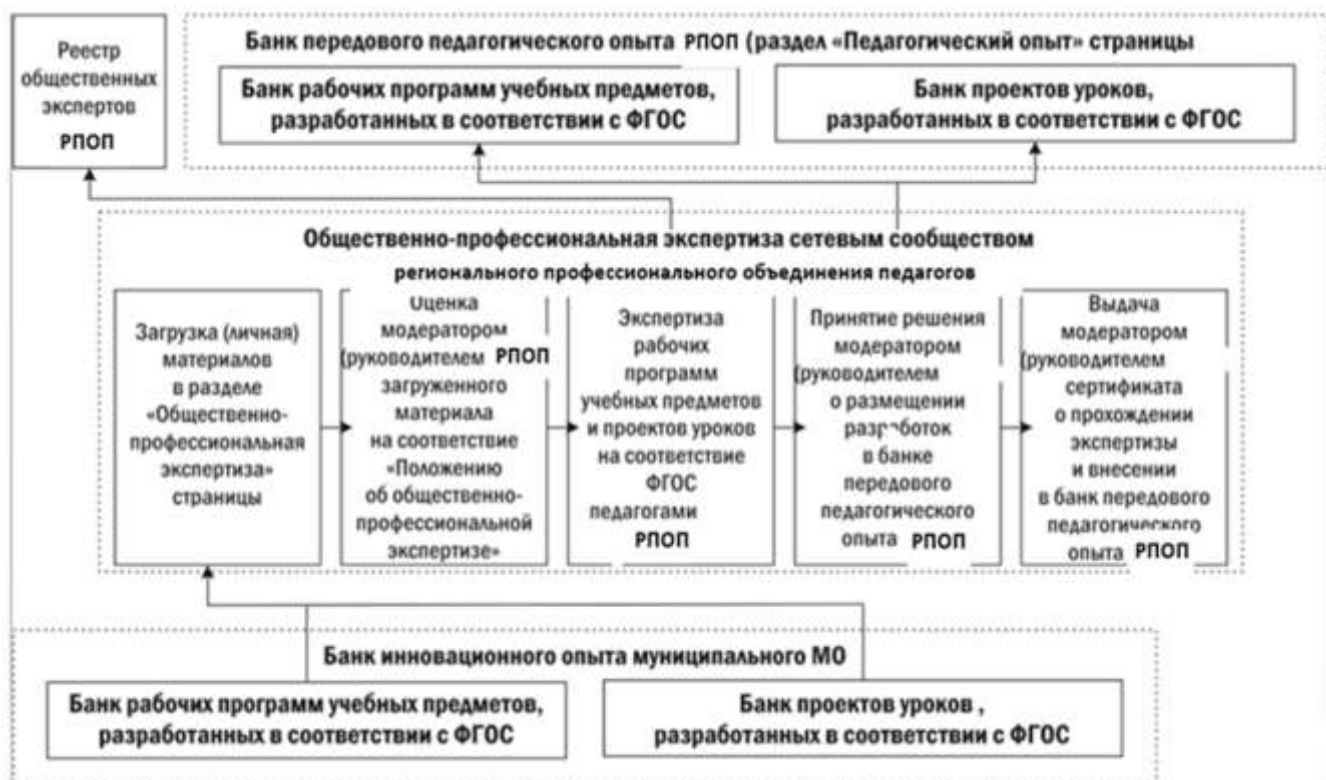 Реестр
общественных
экспертов
РПОП
Банк передового педагогического опыта РПОП (раздел «Педагогический опыт» страницы
Банк рабочих программ учебных предметов,
разработанных в соответствии с ФГОС
Банк проектов уроков,
разработанных в соответствии с ФГОС
Общественно-профессиональная экспертиза сетевым сообществом
регионального профессионального объединения педагогов
Загрузка (личная)
материалов
в разделе
«Общественно-
профессиональная
экспертиза»
страницы
Оценка
модератором
(руководителем РПОП
загруженного
материала
на соответствие
«Положению
об общественно-
профессиональной
экспертизе»
Экспертиза
рабочих
программ
учебных предметов
и проектов уроков
на соответствие
ФГОС
педагогами
РПОП
Принятие решения
модератором
(руководителем
о размещении
разработок
в банке
передового
педагогического
опыта РПОП
Выдача
модератором
(руководителем
сертификата
о прохождении
экспертизы
и внесении
в банк передового
педагогического
опыта РПОП
Банк инновационного опыта муниципального МО
Банк рабочих программ учебных предметов,
разработанных в соответствии с ФГОС
Банк проектов уроков ,
разработанных в соответствии с ФГОС